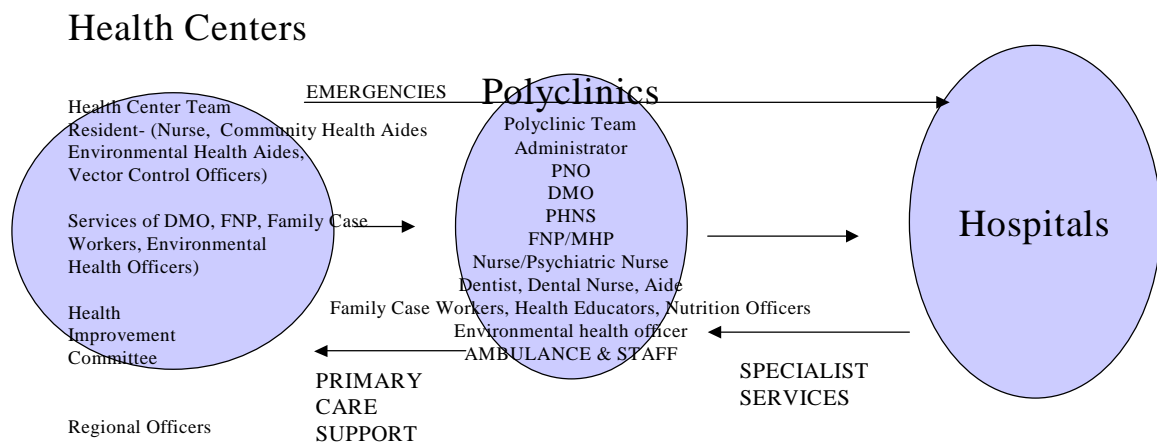 Health Centers
Health Center Team
Resident- (Nurse, Community Health Aides
Environmental Health Aides,
Vector Control Officers)
Services of DMO, FNP, Family Case
Workers, Environmental
Health Officers)
Health
Improvement
Committee
Regional Officers
EMERGENCIES
Polyclinics
Polyclinic Team
Administrator
PNO
DMO
PHNS
FNP/MHP
Nurse/Psychiatric Nurse
Dentist, Dental Nurse, Aide
Family Case Workers, Health Educators, Nutrition Officers
Environmental health officer
AMBULANCE & STAFF
PRIMARY
CARE
SUPPORT
SPECIALIST
SERVICES
Hospitals